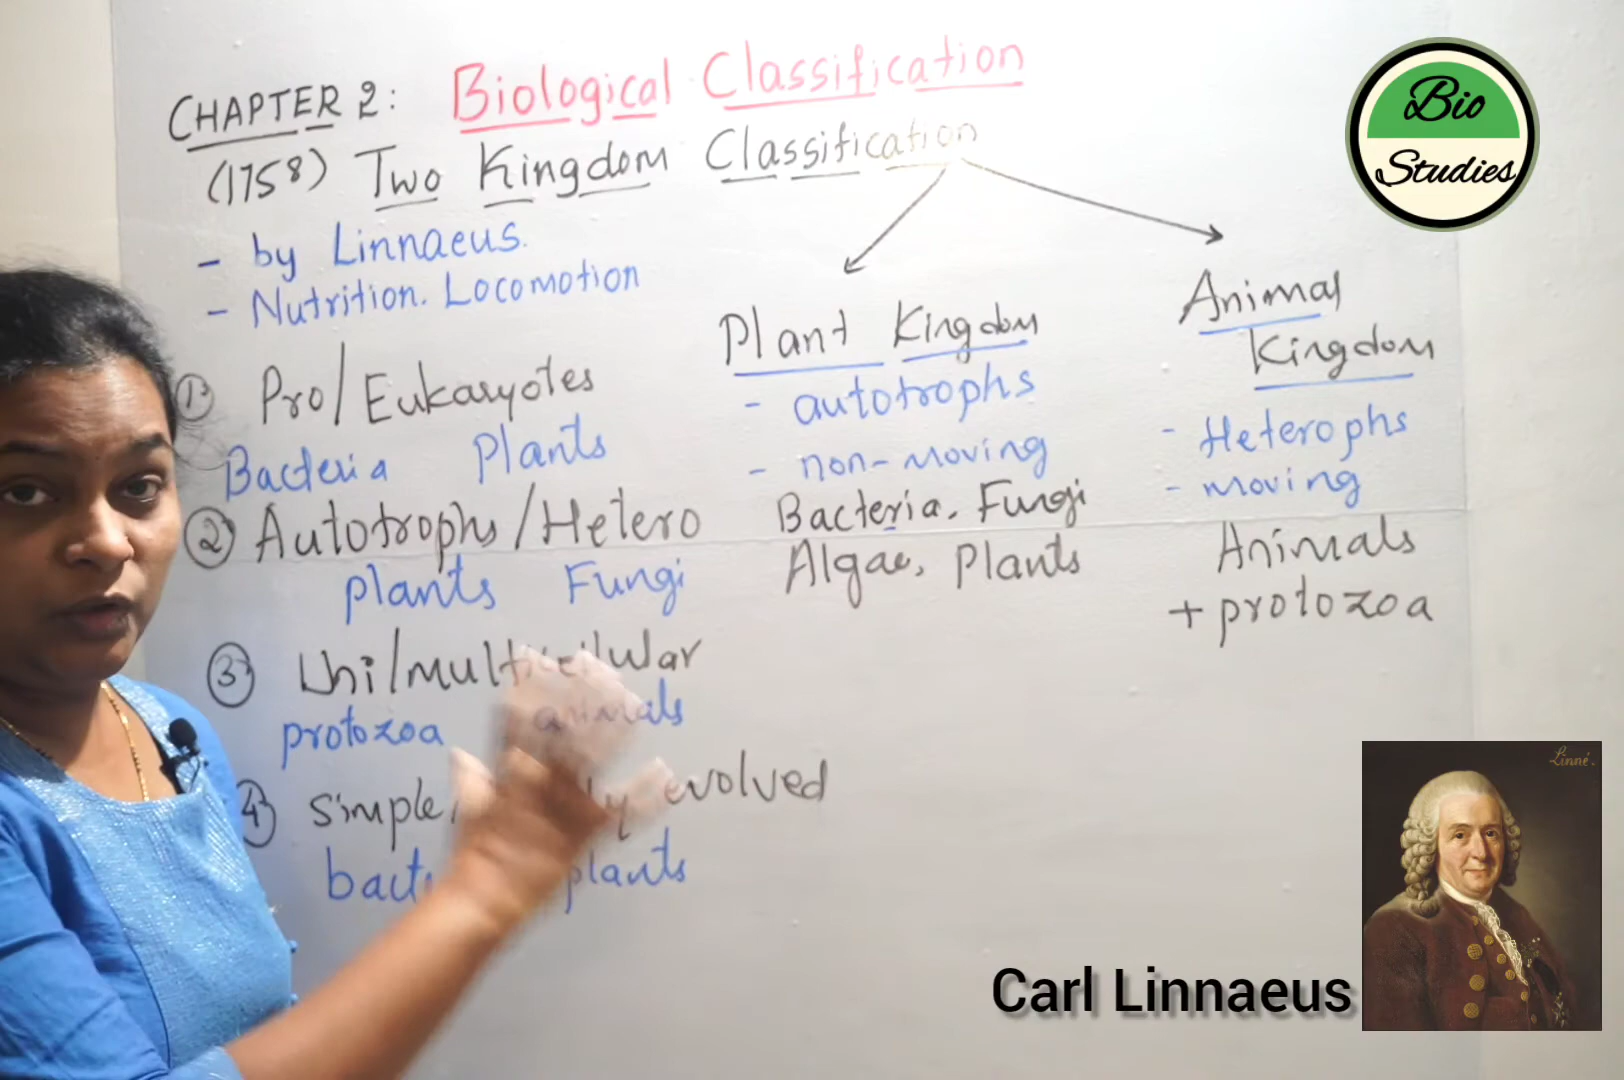 CHAPTER 2: Biological Classification
(1758) Two Kingdom Classification
- by Linnaeus.
- Nutrition. Locomotion
Plant Kingdom
- autotrophs
- non-moving
Bacteria, Fungi
Algae, Plants
Animal
Kingdom
- Heterophs
- moving
Animals
+ protozoa
① Pro/Eukaryotes
Bacteria Plants
② Autotrophs/Hetero
plants Fungi
③ Uni/multicellular
protozoa animals
④ Simple/ evolved
plants
Bio
Studies
Linné.
Carl Linnaeus